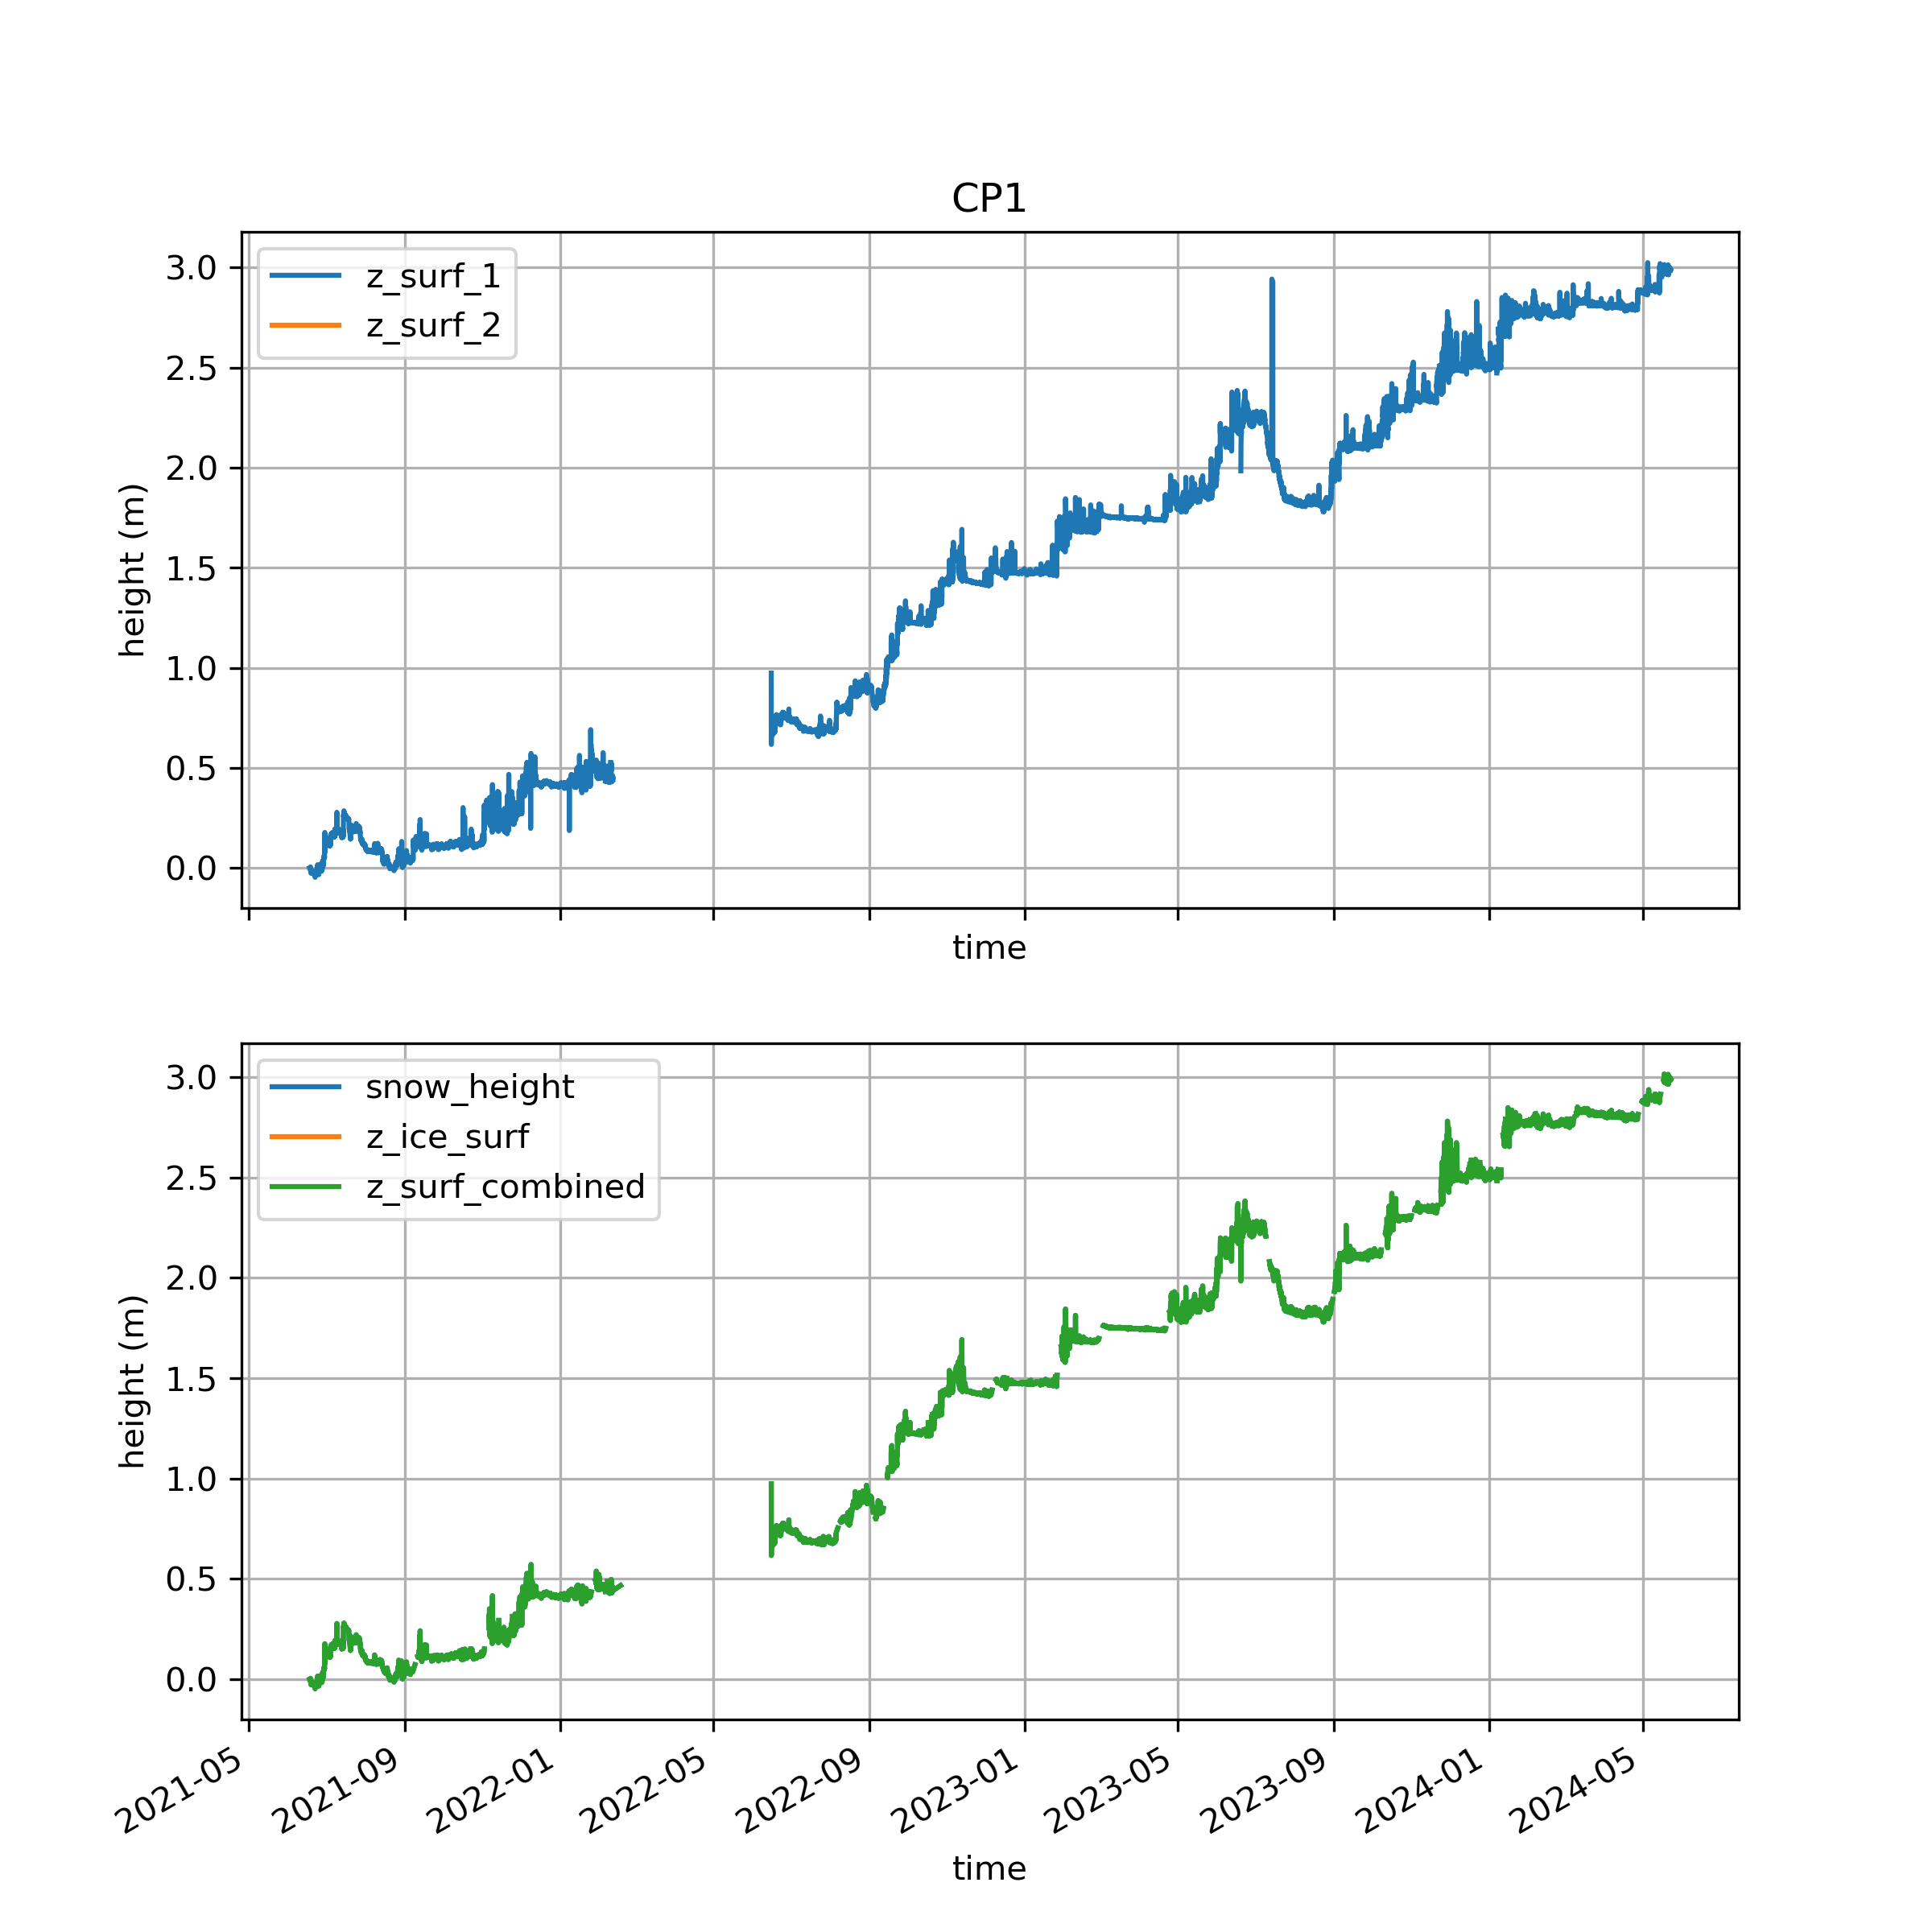 CP1
z_surf_1
z_surf_2
3.0
2.5
2.0
1.5
1.0
0.5
0.0
height (m)
time
snow_height
z_ice_surf
z_surf_combined
3.0
2.5
2.0
1.5
1.0
0.5
0.0
height (m)
2021-05
2021-09
2022-01
2022-05
2022-09
2023-01
2023-05
2023-09
2024-01
2024-05
time